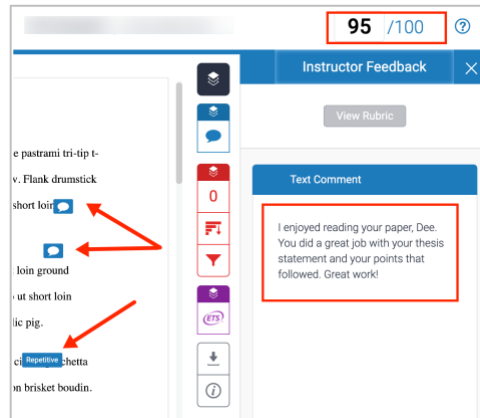 95 /100
?
Instructor Feedback
View Rubric
e pastrami tri-tip t-
v. Flank drumstick
short loin
loin ground
ut short loin
lic pig.
Repetitive
chetta
on brisket boudin.
0
ETS
i
Text Comment
I enjoyed reading your paper, Dee.
You did a great job with your thesis
statement and your points that
followed. Great work!